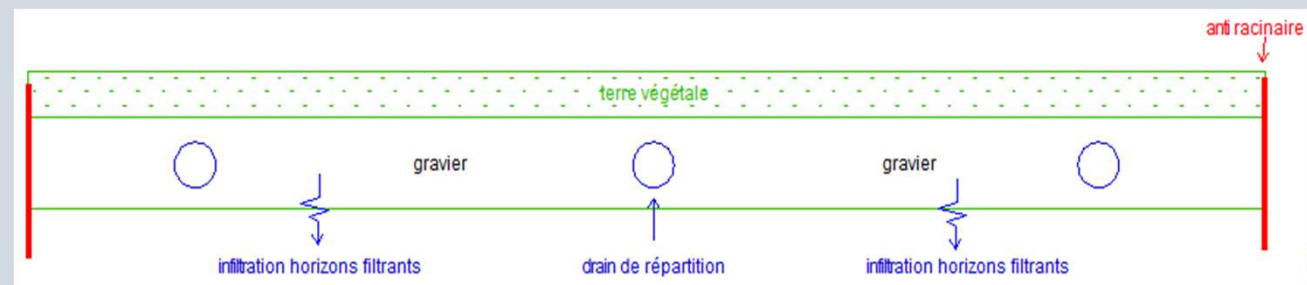 anti racinaire
terre végétale
gravier
gravier
infiltration horizons filtrants
drain de répartition
infiltration horizons filtrants